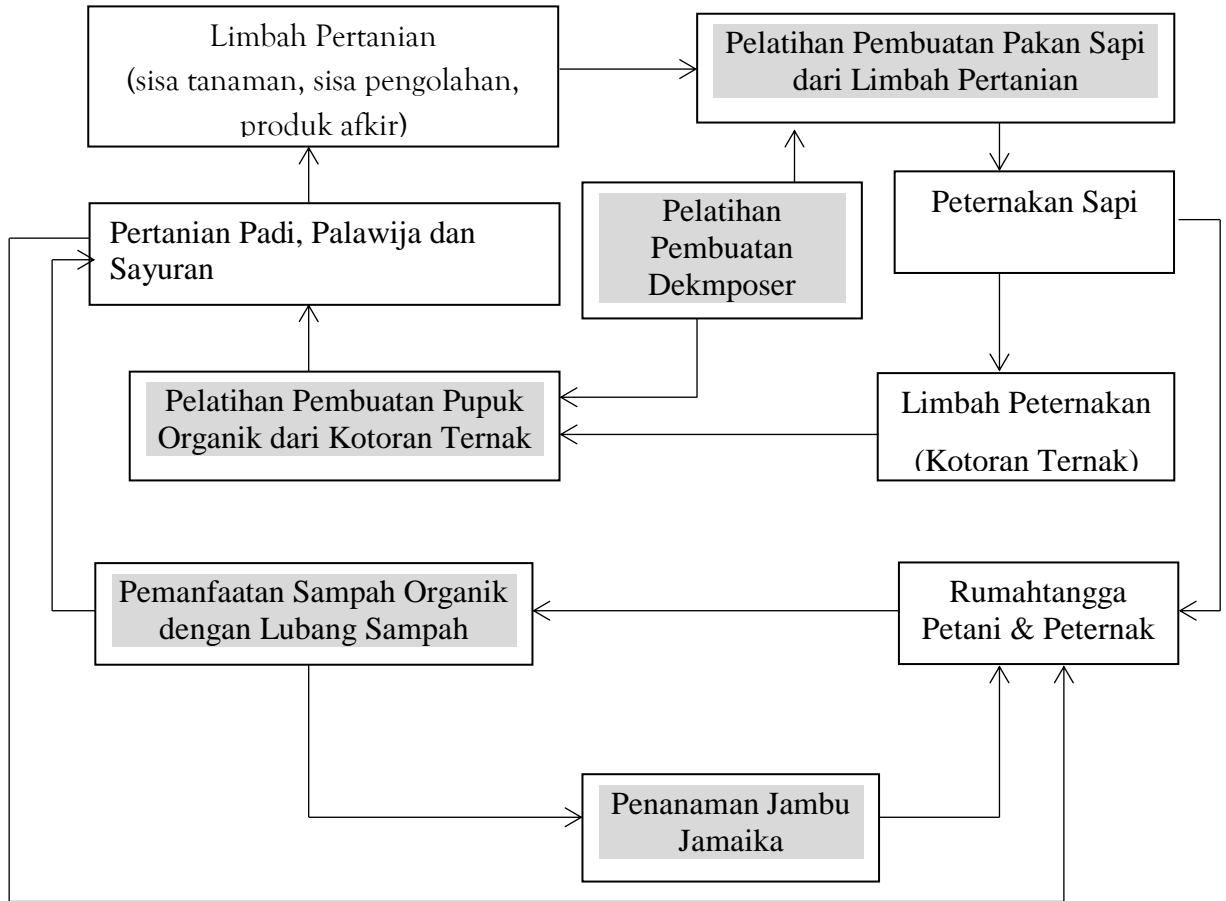 Limbah Pertanian
(sisa tanaman, sisa pengolahan,
produk afkir)
Pelatihan Pembuatan Pakan Sapi
dari Limbah Pertanian
Pertanian Padi, Palawija dan
Sayuran
Pelatihan
Pembuatan
Dekmposer
Peternakan Sapi
Pelatihan Pembuatan Pupuk
Organik dari Kotoran Ternak
Limbah Peternakan
(Kotoran Ternak)
Pemanfaatan Sampah Organik
dengan Lubang Sampah
Rumahtangga
Petani & Peternak
Penanaman Jambu
Jamaika